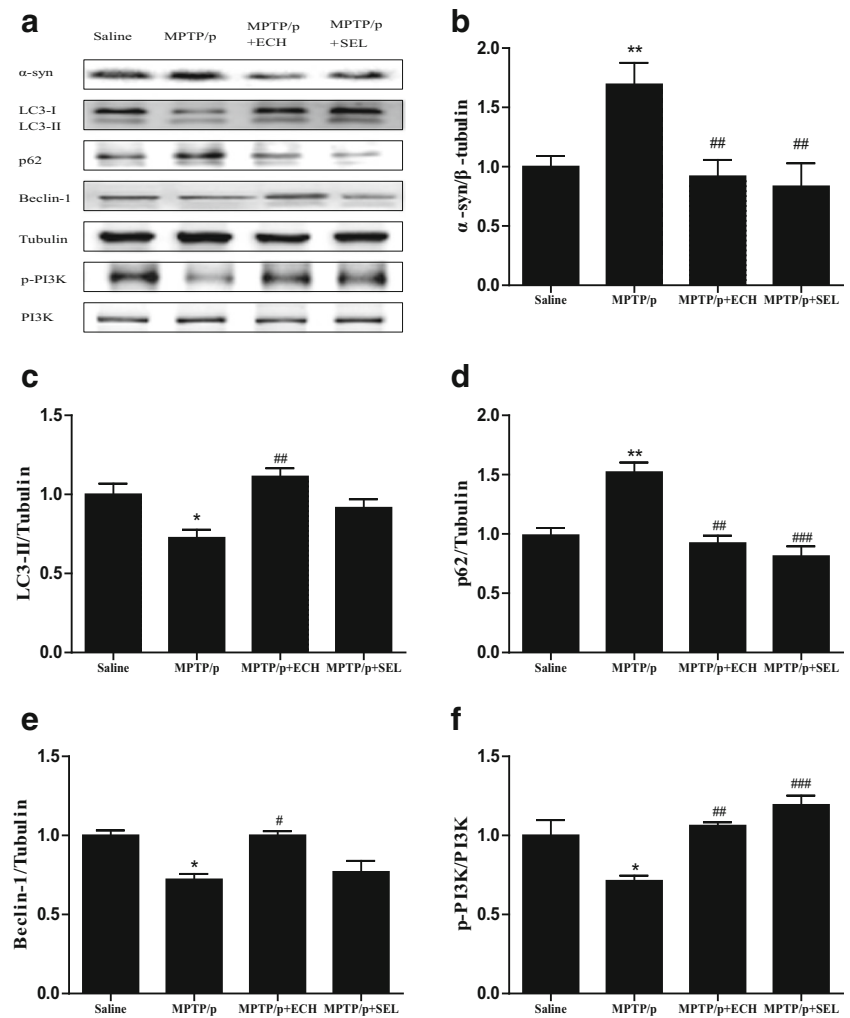 a
Saline MPTP/p MPTP/p MPTP/p
+ECH +SEL
α-syn
LC3-I
LC3-II
p62
Beclin-1
Tubulin
p-PI3K
PI3K
b
α-syn/β-tubulin
2.0
1.5
1.0
0.5
0.0
**
##
##
Saline MPTP/p MPTP/p+ECH MPTP/p+SEL
c
LC3-II/Tubulin
1.5
1.0
0.5
0.0
*
##
Saline MPTP/p MPTP/p+ECH MPTP/p+SEL
d
p62/Tubulin
2.0
1.5
1.0
0.5
0.0
**
##
###
Saline MPTP/p MPTP/p+ECH MPTP/p+SEL
e
Beclin-1/Tubulin
1.5
1.0
0.5
0.0
*
#
Saline MPTP/p MPTP/p+ECH MPTP/p+SEL
f
p-PI3K/PI3K
1.5
1.0
0.5
0.0
*
##
###
Saline MPTP/p MPTP/p+ECH MPTP/p+SEL